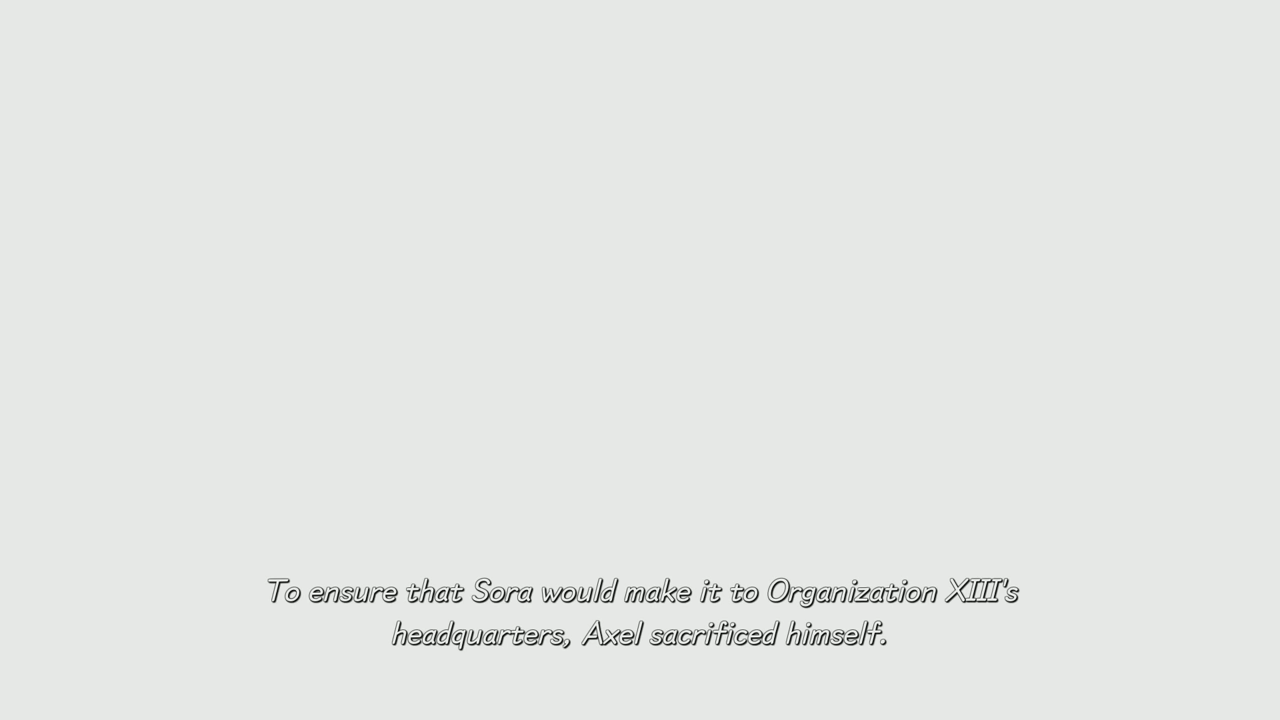 To ensure that Sora would make it to Organization XIII's
headquarters, Axel sacrificed himself.